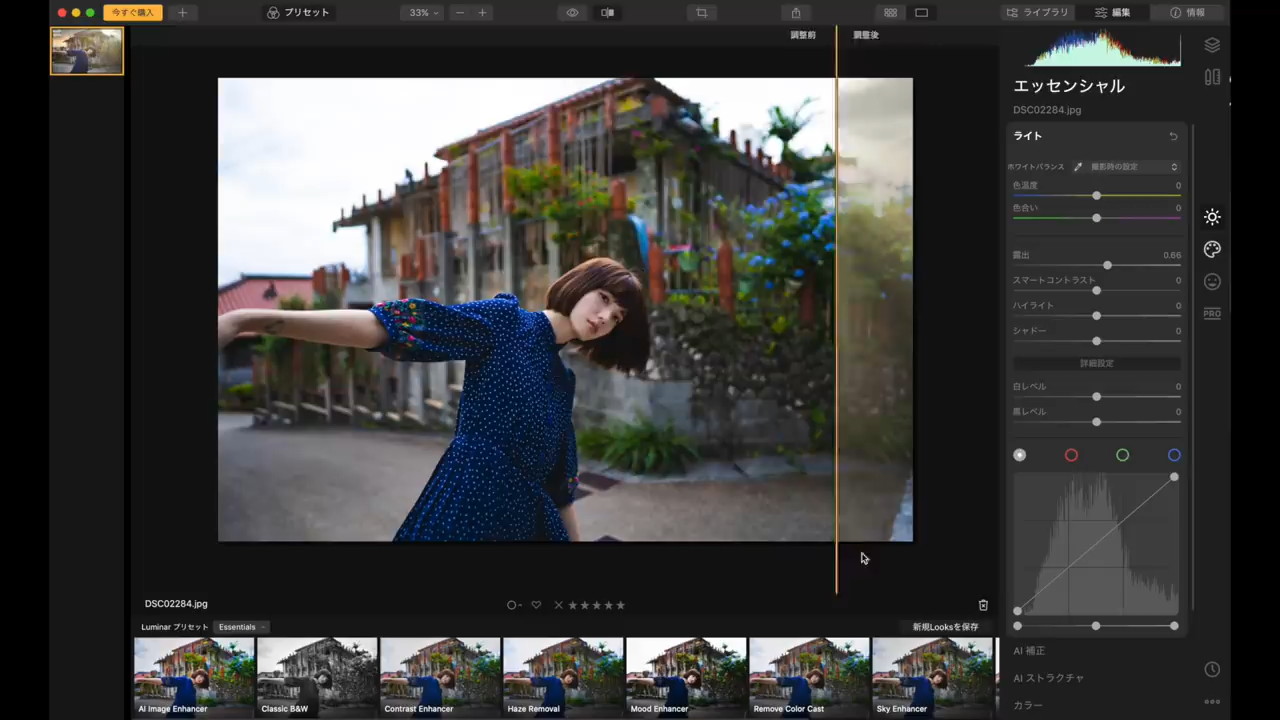 今すぐ購入
プリセット
33%
ライブラリ
編集
情報
調整前
調整後
エッセンシャル
DSC02284.jpg
ライト
ホワイトバランス
撮影時の設定
色温度 0
色合い 0
露出 0.66
スマートコントラスト 0
ハイライト 0
シャドー 0
詳細設定
白レベル 0
黒レベル 0
PRO
DSC02284.jpg
Luminar プリセット Essentials
新規Looksを保存
AI Image Enhancer
Classic B&W
Contrast Enhancer
Haze Removal
Mood Enhancer
Remove Color Cast
Sky Enhancer
AI 補正
AI ストラクチャ
カラー